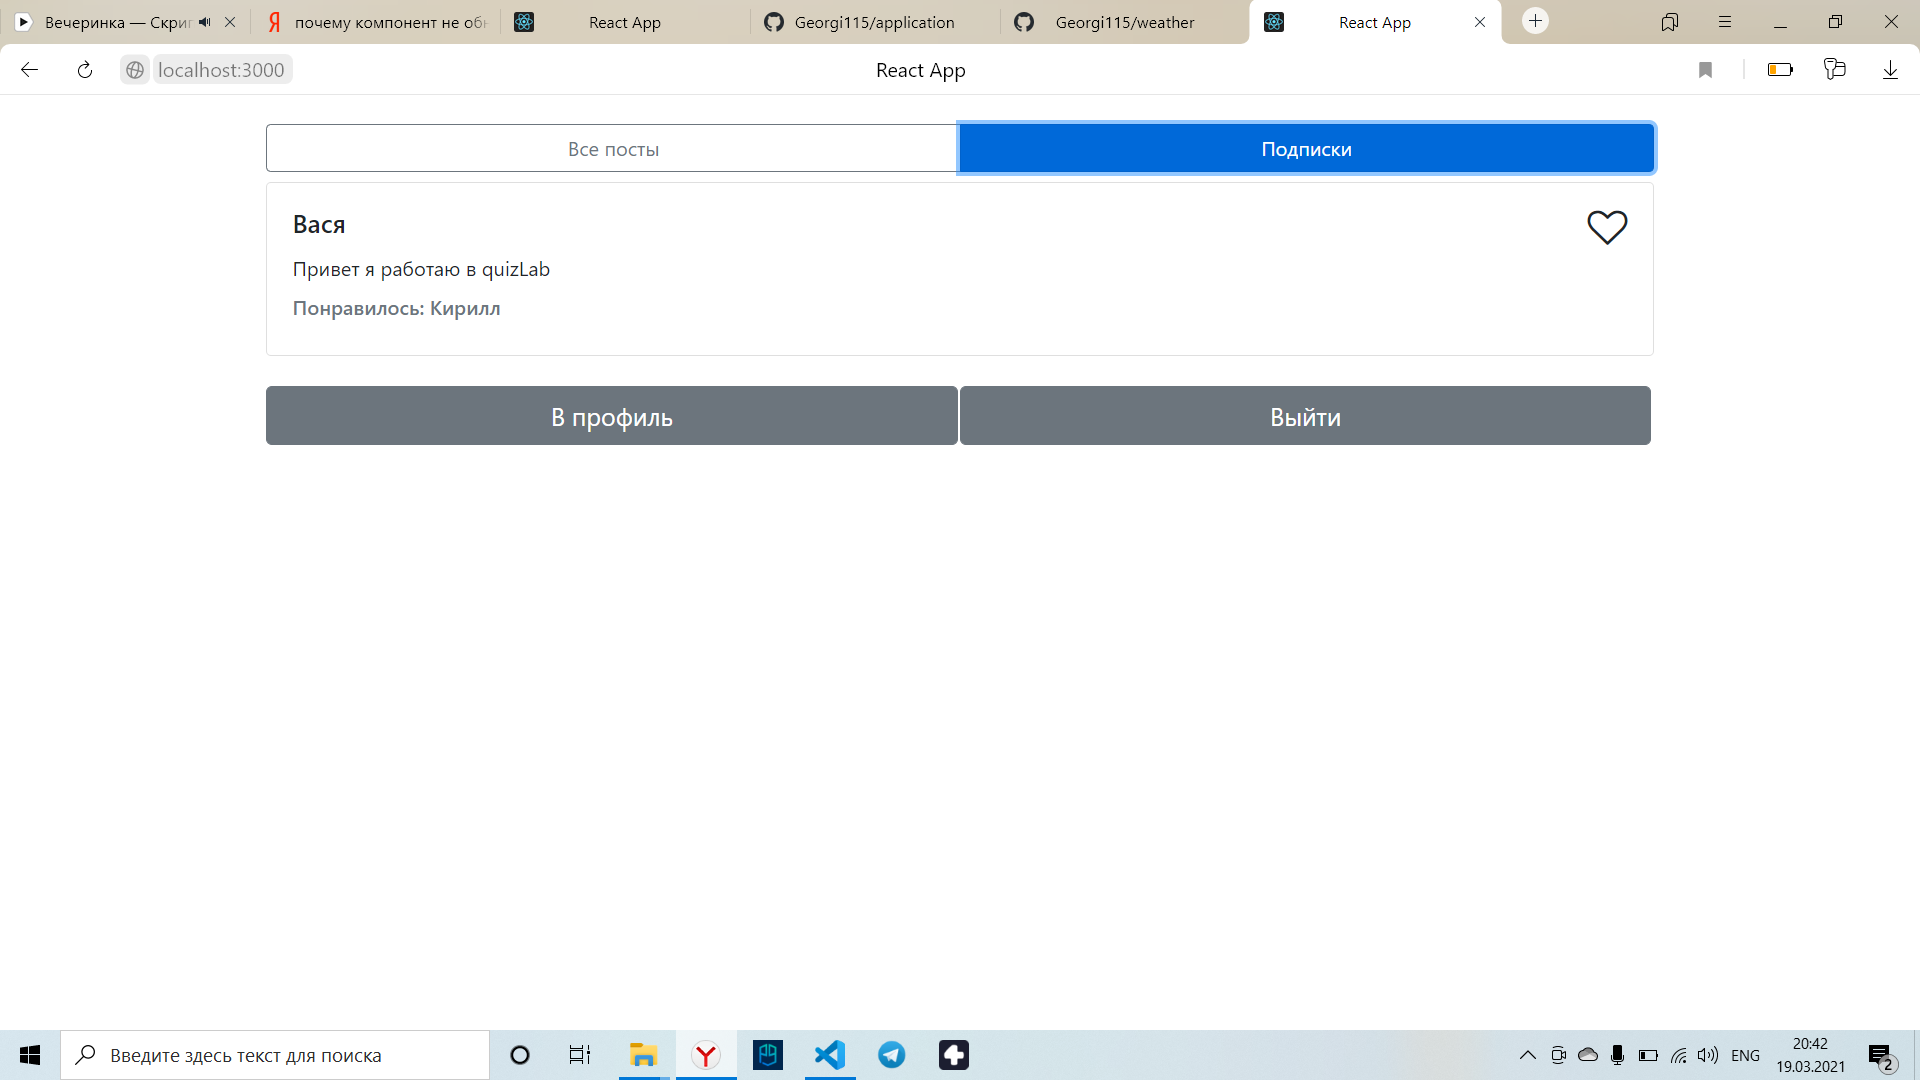 Вечеринка — Скрип
почему компонент не обн
React App
Georgi115/application
Georgi115/weather
React App
localhost:3000
React App
Все посты
Подписки
Вася
Привет я работаю в quizLab
Понравилось: Кирилл
В профиль
Выйти
Введите здесь текст для поиска
ENG
20:42
19.03.2021
2